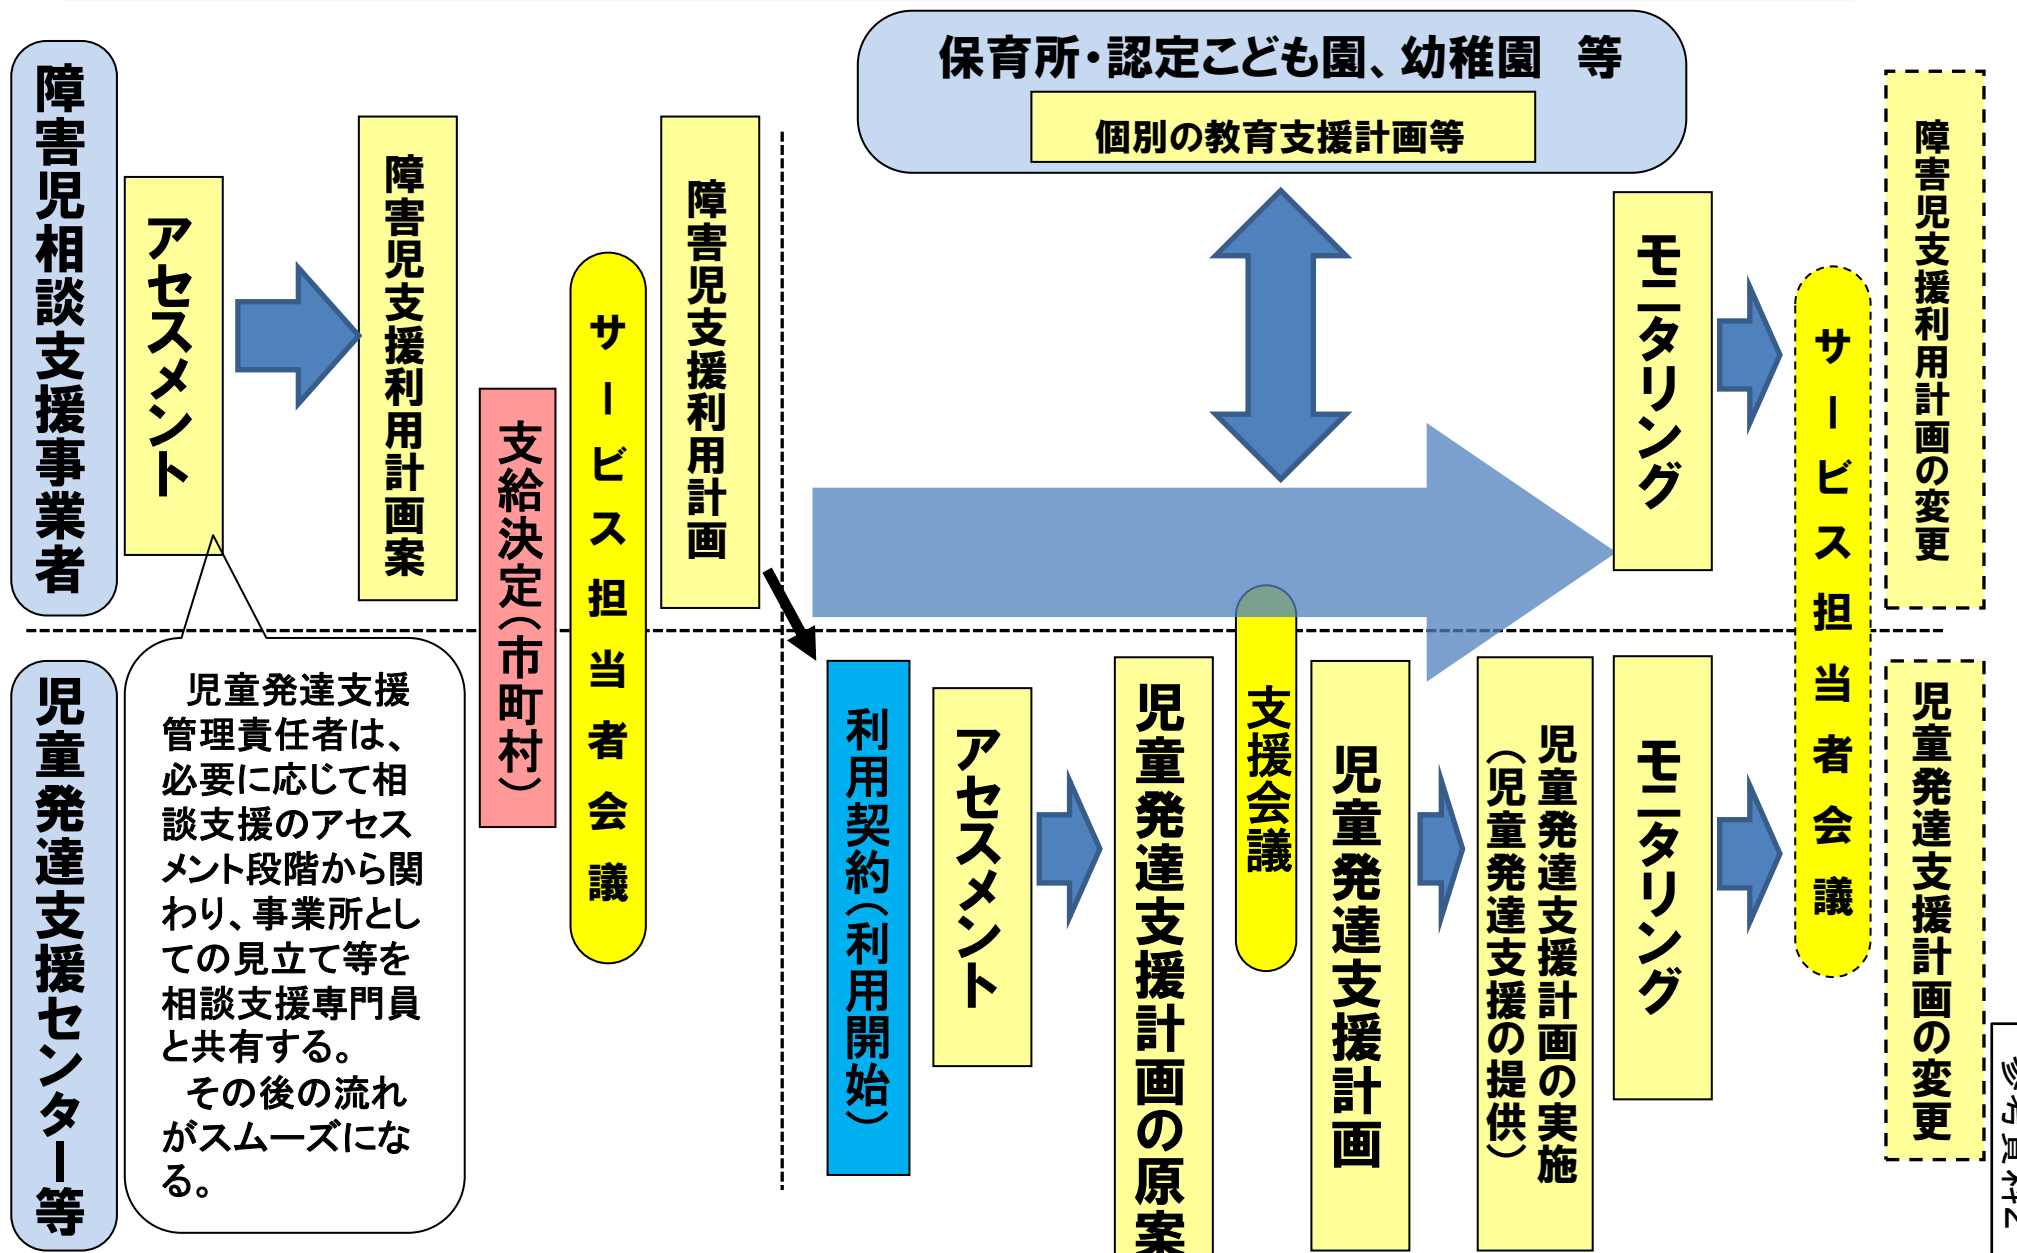 保育所・認定こども園、幼稚園　等
個別の教育支援計画等
障害児相談支援事業者
アセスメント
障害児支援利用計画案
支給決定（市町村）
サービス担当者会議
障害児支援利用計画
モニタリング
サービス担当者会議
障害児支援利用計画の変更
児童発達支援センター等
児童発達支援
管理責任者は、
必要に応じて相
談支援のアセス
メント段階から関
わり、事業所とし
ての見立て等を
相談支援専門員
と共有する。
その後の流れ
がスムーズにな
る。
利用契約（利用開始）
アセスメント
児童発達支援計画の原案
支援会議
児童発達支援計画
児童発達支援計画の実施
（児童発達支援の提供）
モニタリング
児童発達支援計画の変更
参考資料2